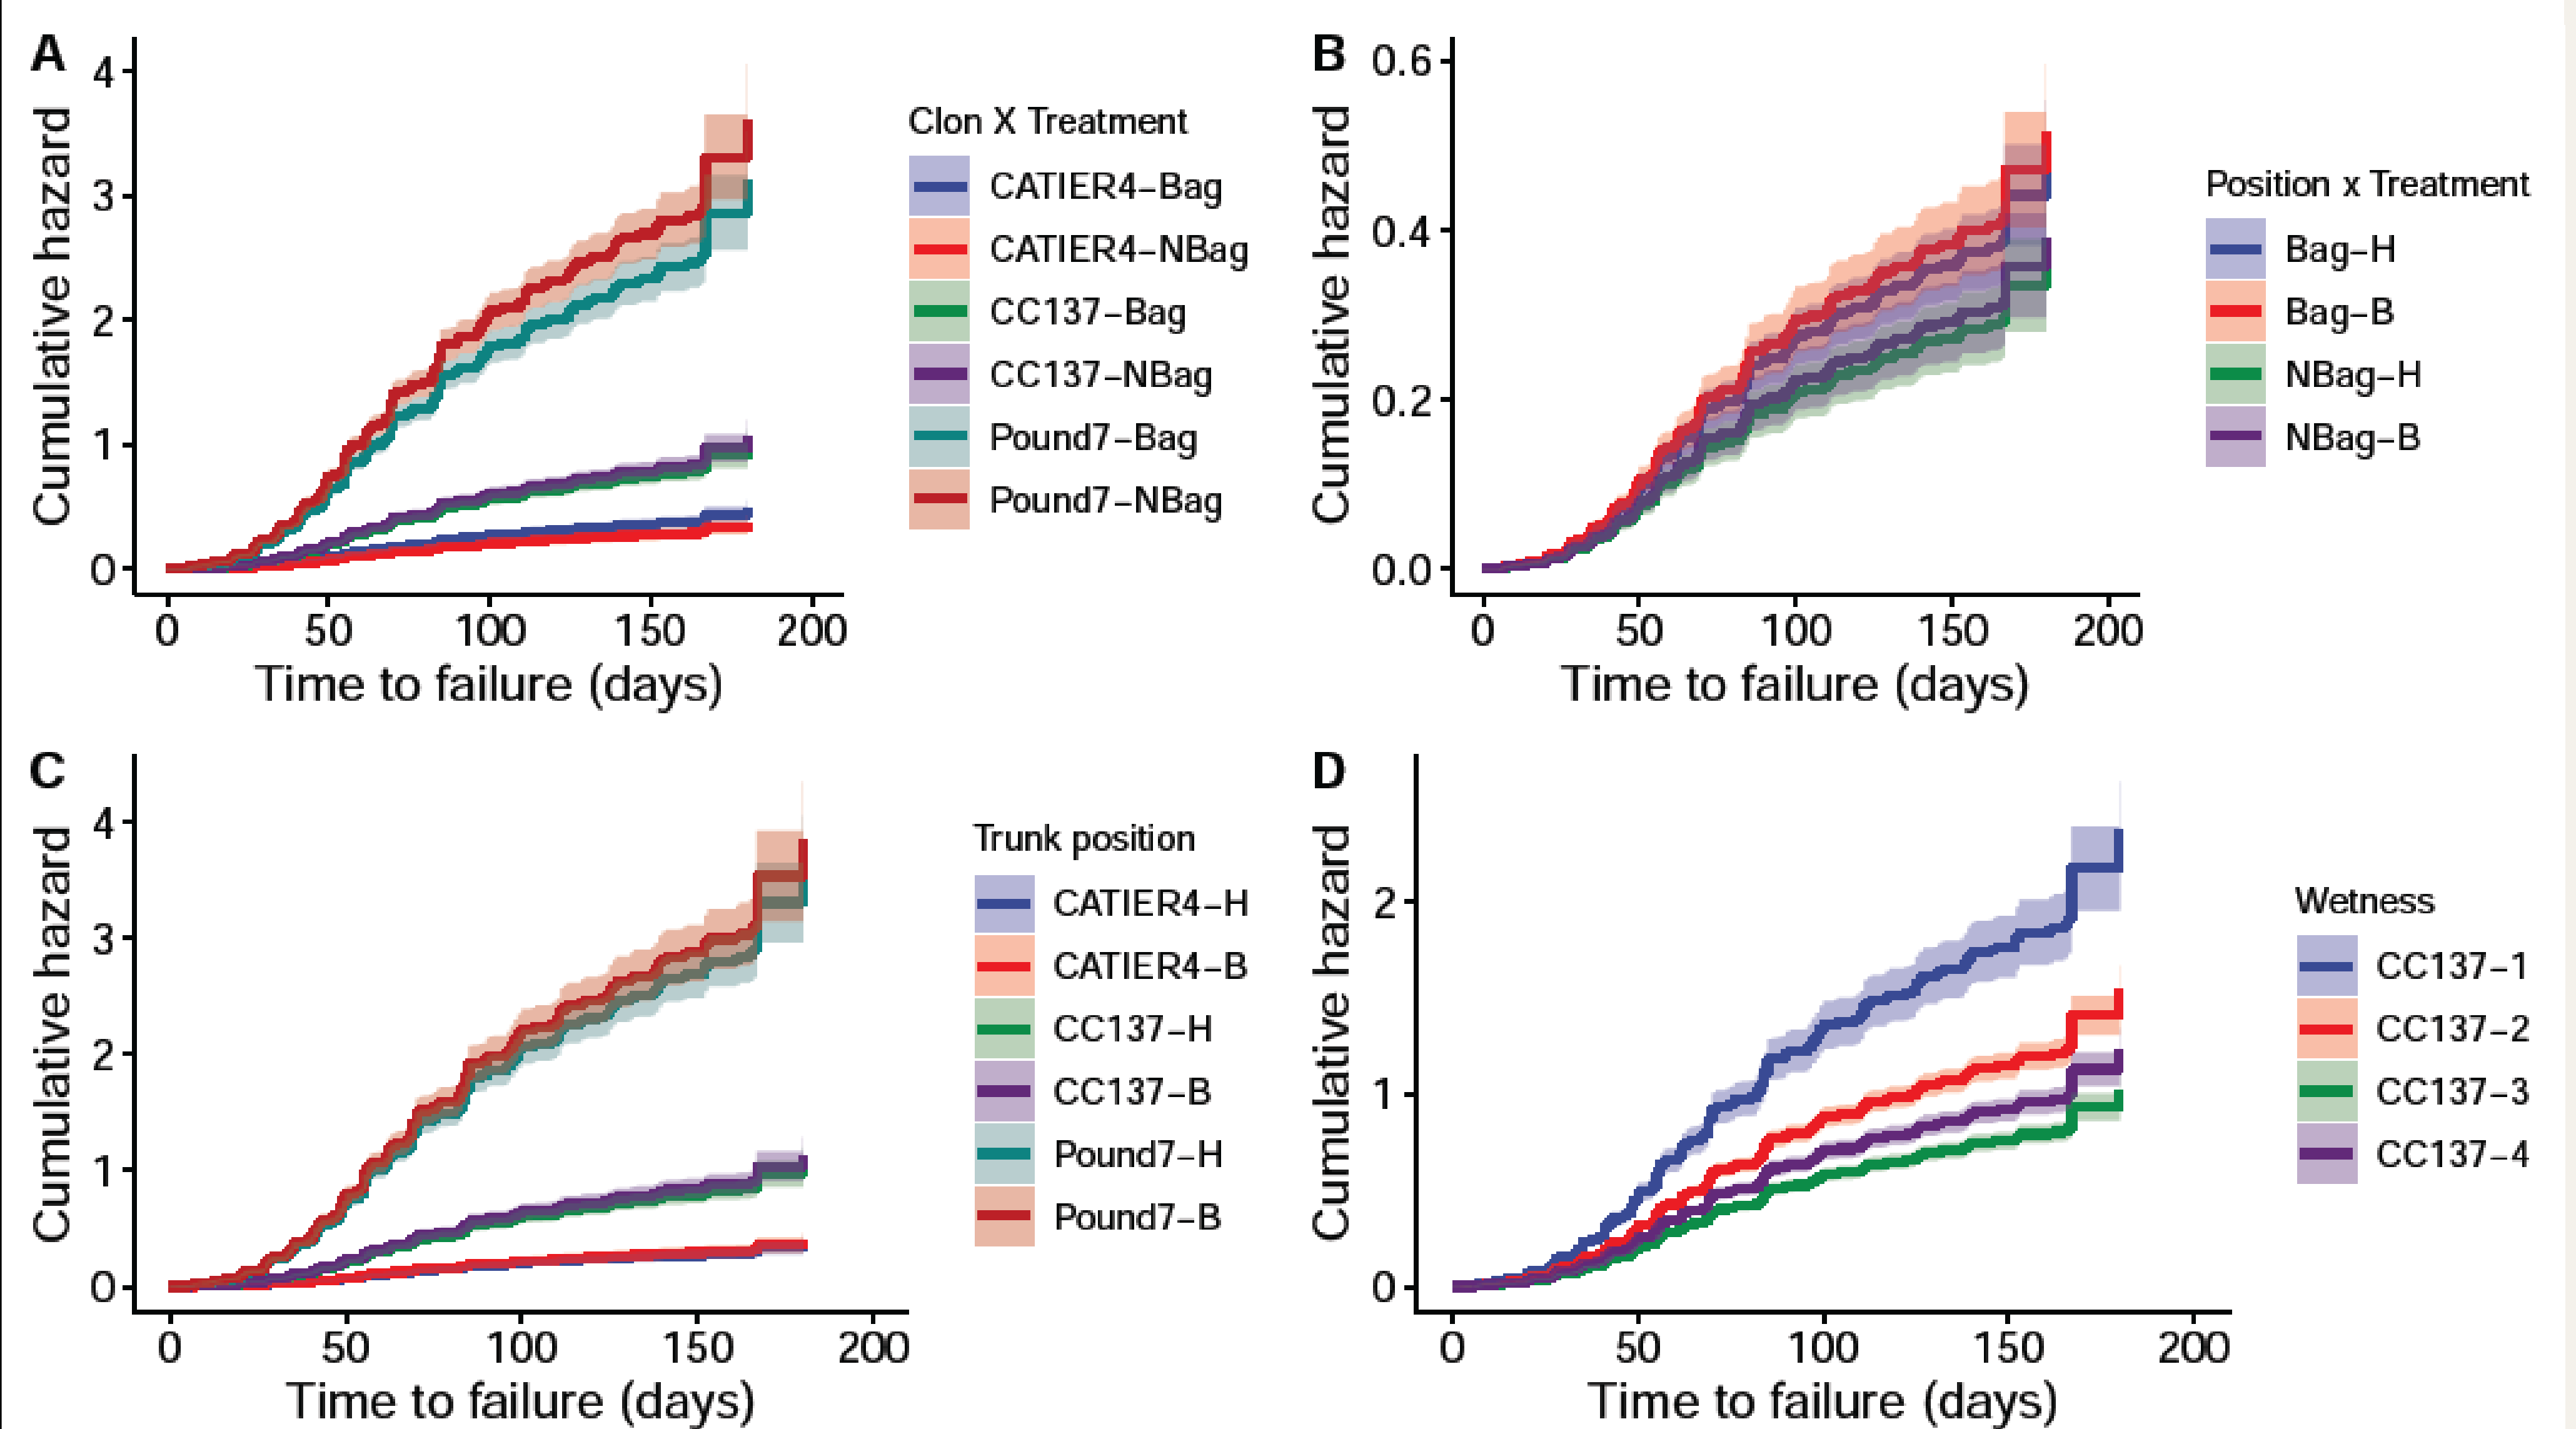 A
4
3
2
1
0
Cumulative hazard
0 50 100 150 200
Time to failure (days)
Clon X Treatment
CATIER4–Bag
CATIER4–NBag
CC137–Bag
CC137–NBag
Pound7–Bag
Pound7–NBag
B
0.6
0.4
0.2
0.0
Cumulative hazard
0 50 100 150 200
Time to failure (days)
Position x Treatment
Bag–H
Bag–B
NBag–H
NBag–B
C
4
3
2
1
0
Cumulative hazard
0 50 100 150 200
Time to failure (days)
Trunk position
CATIER4–H
CATIER4–B
CC137–H
CC137–B
Pound7–H
Pound7–B
D
2
1
0
Cumulative hazard
0 50 100 150 200
Time to failure (days)
Wetness
CC137–1
CC137–2
CC137–3
CC137–4